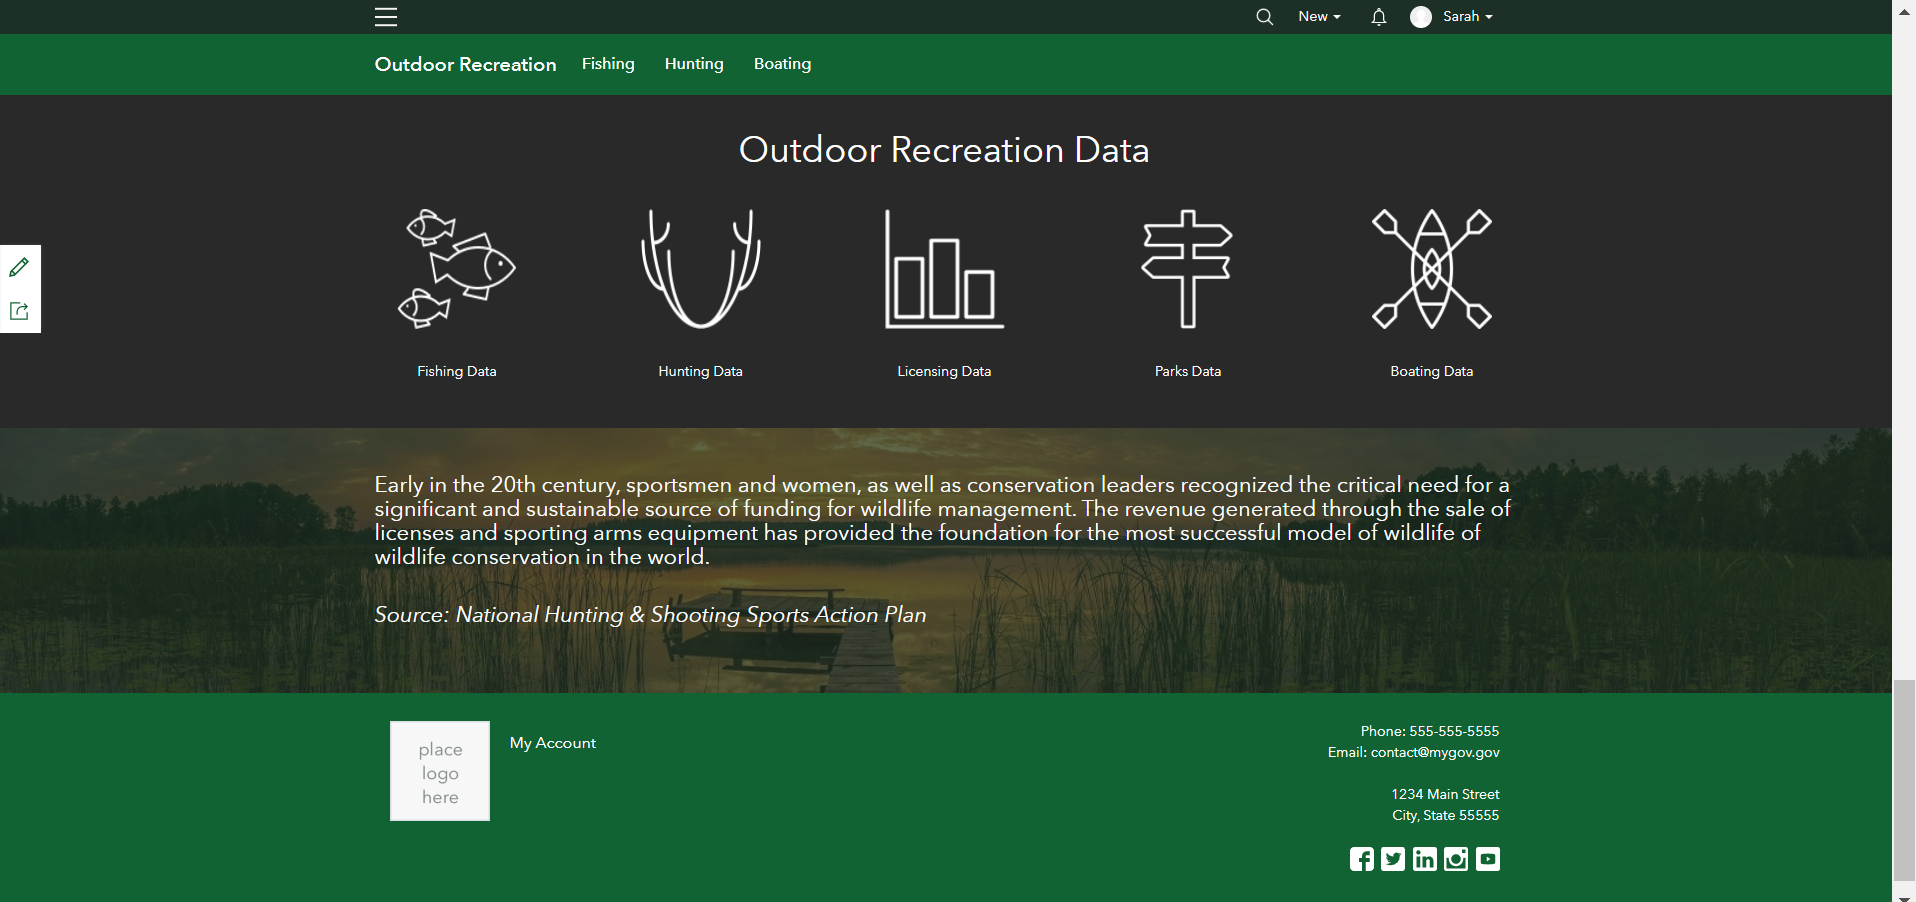 New
Sarah
Outdoor Recreation
Fishing
Hunting
Boating
Outdoor Recreation Data
Fishing Data
Hunting Data
Licensing Data
Parks Data
Boating Data
Early in the 20th century, sportsmen and women, as well as conservation leaders recognized the critical need for a
significant and sustainable source of funding for wildlife management. The revenue generated through the sale of
licenses and sporting arms equipment has provided the foundation for the most successful model of wildlife of
wildlife conservation in the world.
Source: National Hunting & Shooting Sports Action Plan
place
logo
here
My Account
Phone: 555-555-5555
Email: contact@mygov.gov
1234 Main Street
City, State 55555